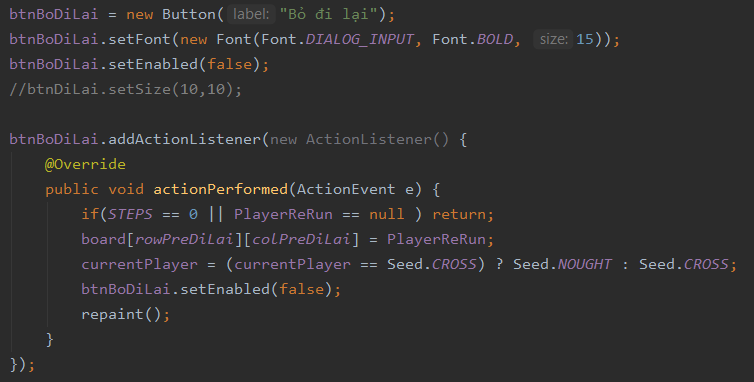 btnBoDiLai = new Button( label: "Bỏ đi lại");
btnBoDiLai.setFont(new Font(Font.DIALOG_INPUT, Font.BOLD, size: 15));
btnBoDiLai.setEnabled(false);
//btnDiLai.setSize(10,10);
btnBoDiLai.addActionListener(new ActionListener() {
@Override
public void actionPerformed(ActionEvent e) {
if(STEPS == 0 || PlayerReRun == null ) return;
board[rowPreDiLai][colPreDiLai] = PlayerReRun;
currentPlayer = (currentPlayer == Seed.CROSS) ? Seed.NOUGHT : Seed.CROSS;
btnBoDiLai.setEnabled(false);
repaint();
}
});